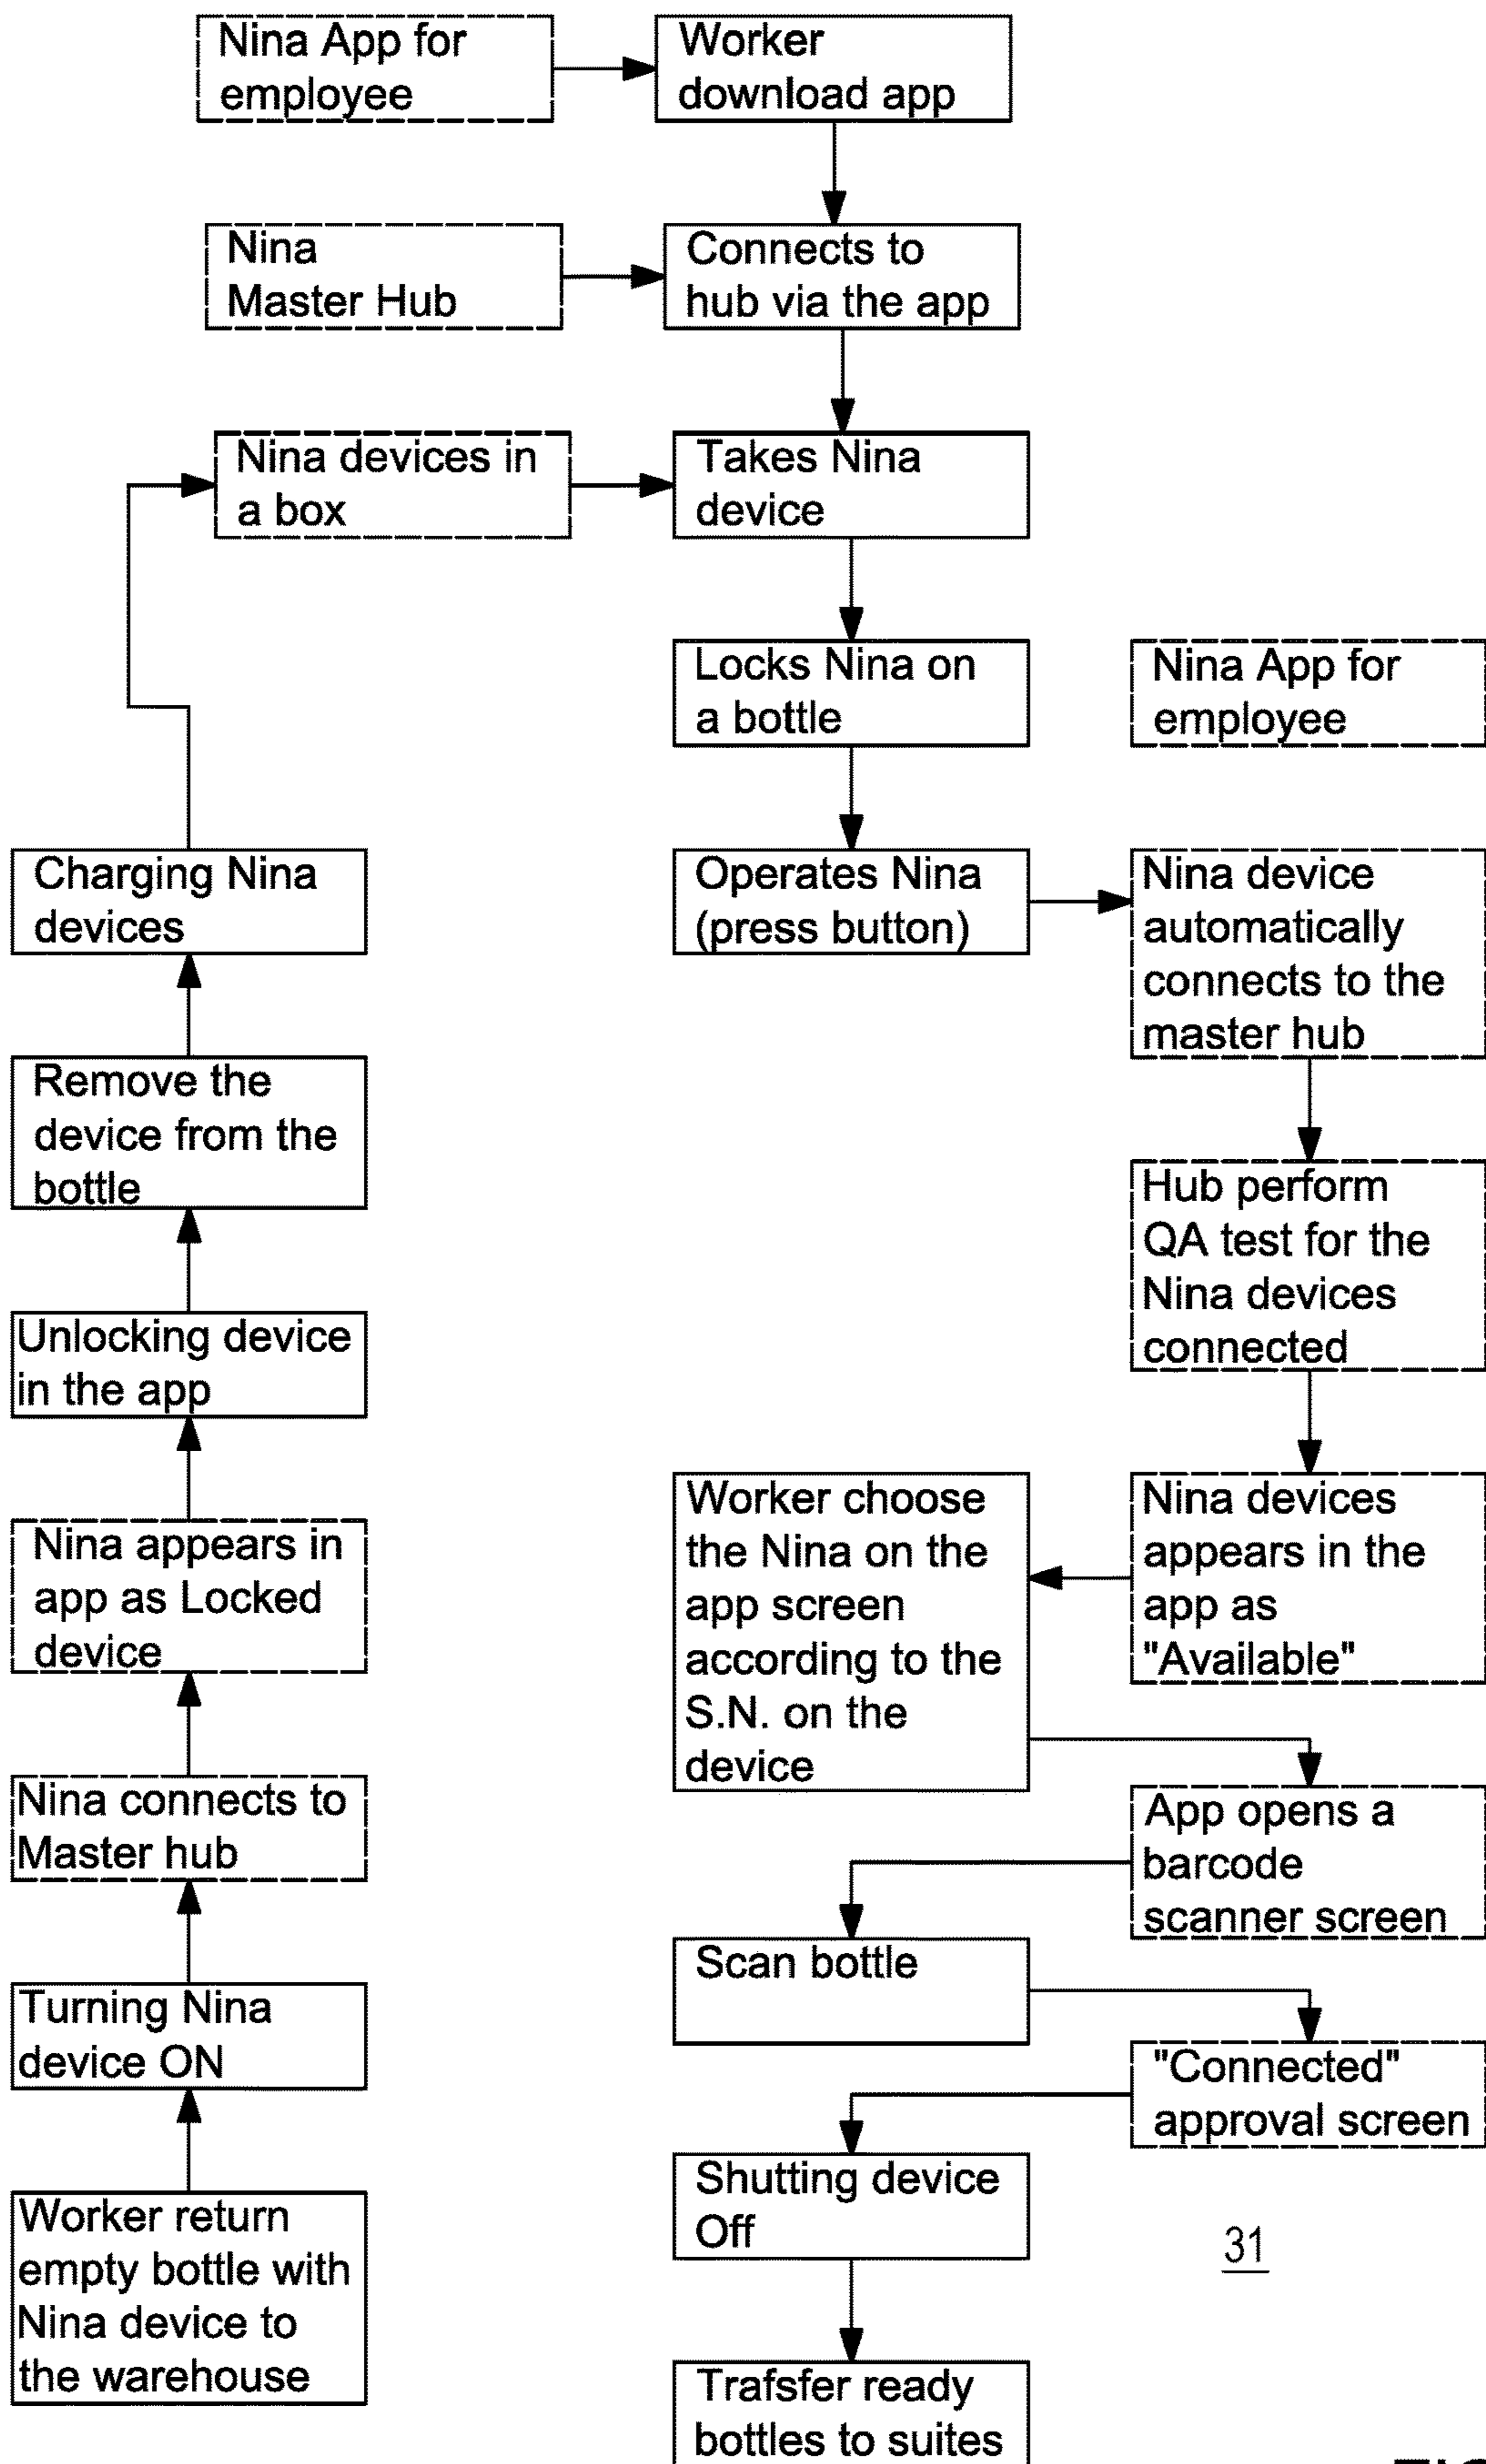 Nina App for
employee
Worker
download app
Nina
Master Hub
Connects to
hub via the app
Nina devices in
a box
Takes Nina
device
Locks Nina on
a bottle
Nina App for
employee
Charging Nina
devices
Operates Nina
(press button)
Nina device
automatically
connects to the
master hub
Remove the
device from the
bottle
Hub perform
QA test for the
Nina devices
connected
Unlocking device
in the app
Nina appears in
app as Locked
device
Worker choose
the Nina on the
app screen
according to the
S.N. on the
device
Nina devices
appears in the
app as
"Available"
Nina connects to
Master hub
App opens a
barcode
scanner screen
Scan bottle
Turning Nina
device ON
"Connected"
approval screen
Shutting device
Off
Worker return
empty bottle with
Nina device to
the warehouse
31
Trafsfer ready
bottles to suites